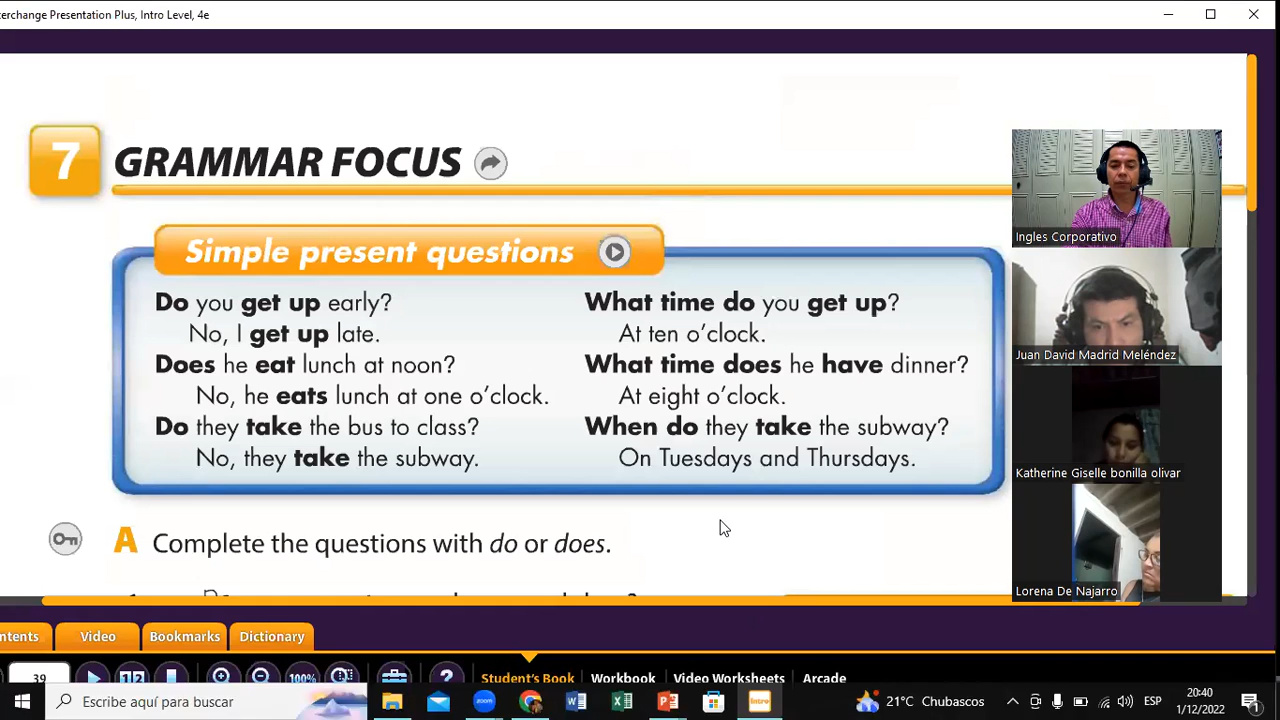 erchange Presentation Plus, Intro Level, 4e
7 GRAMMAR FOCUS
Simple present questions
Do you get up early?
No, I get up late.
Does he eat lunch at noon?
No, he eats lunch at one o'clock.
Do they take the bus to class?
No, they take the subway.
What time do you get up?
At ten o'clock.
What time does he have dinner?
At eight o'clock.
When do they take the subway?
On Tuesdays and Thursdays.
A Complete the questions with do or does.
Ingles Corporativo
Juan David Madrid Meléndez
Katherine Giselle bonilla olivar
Lorena De Najarro
ntents Video Bookmarks Dictionary
39 1 2 100% ? Student's Book Workbook Video Worksheets Arcade
Escribe aquí para buscar
Intro
21°C Chubascos
ESP
20:40
1/12/2022
1